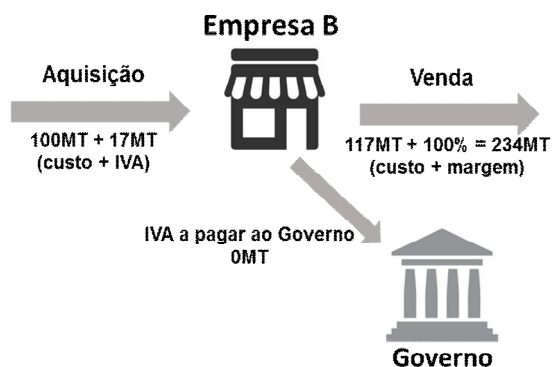 Empresa B
Aquisição
100MT + 17MT
(custo + IVA)
Venda
117MT + 100% = 234MT
(custo + margem)
IVA a pagar ao Governo
0MT
Governo